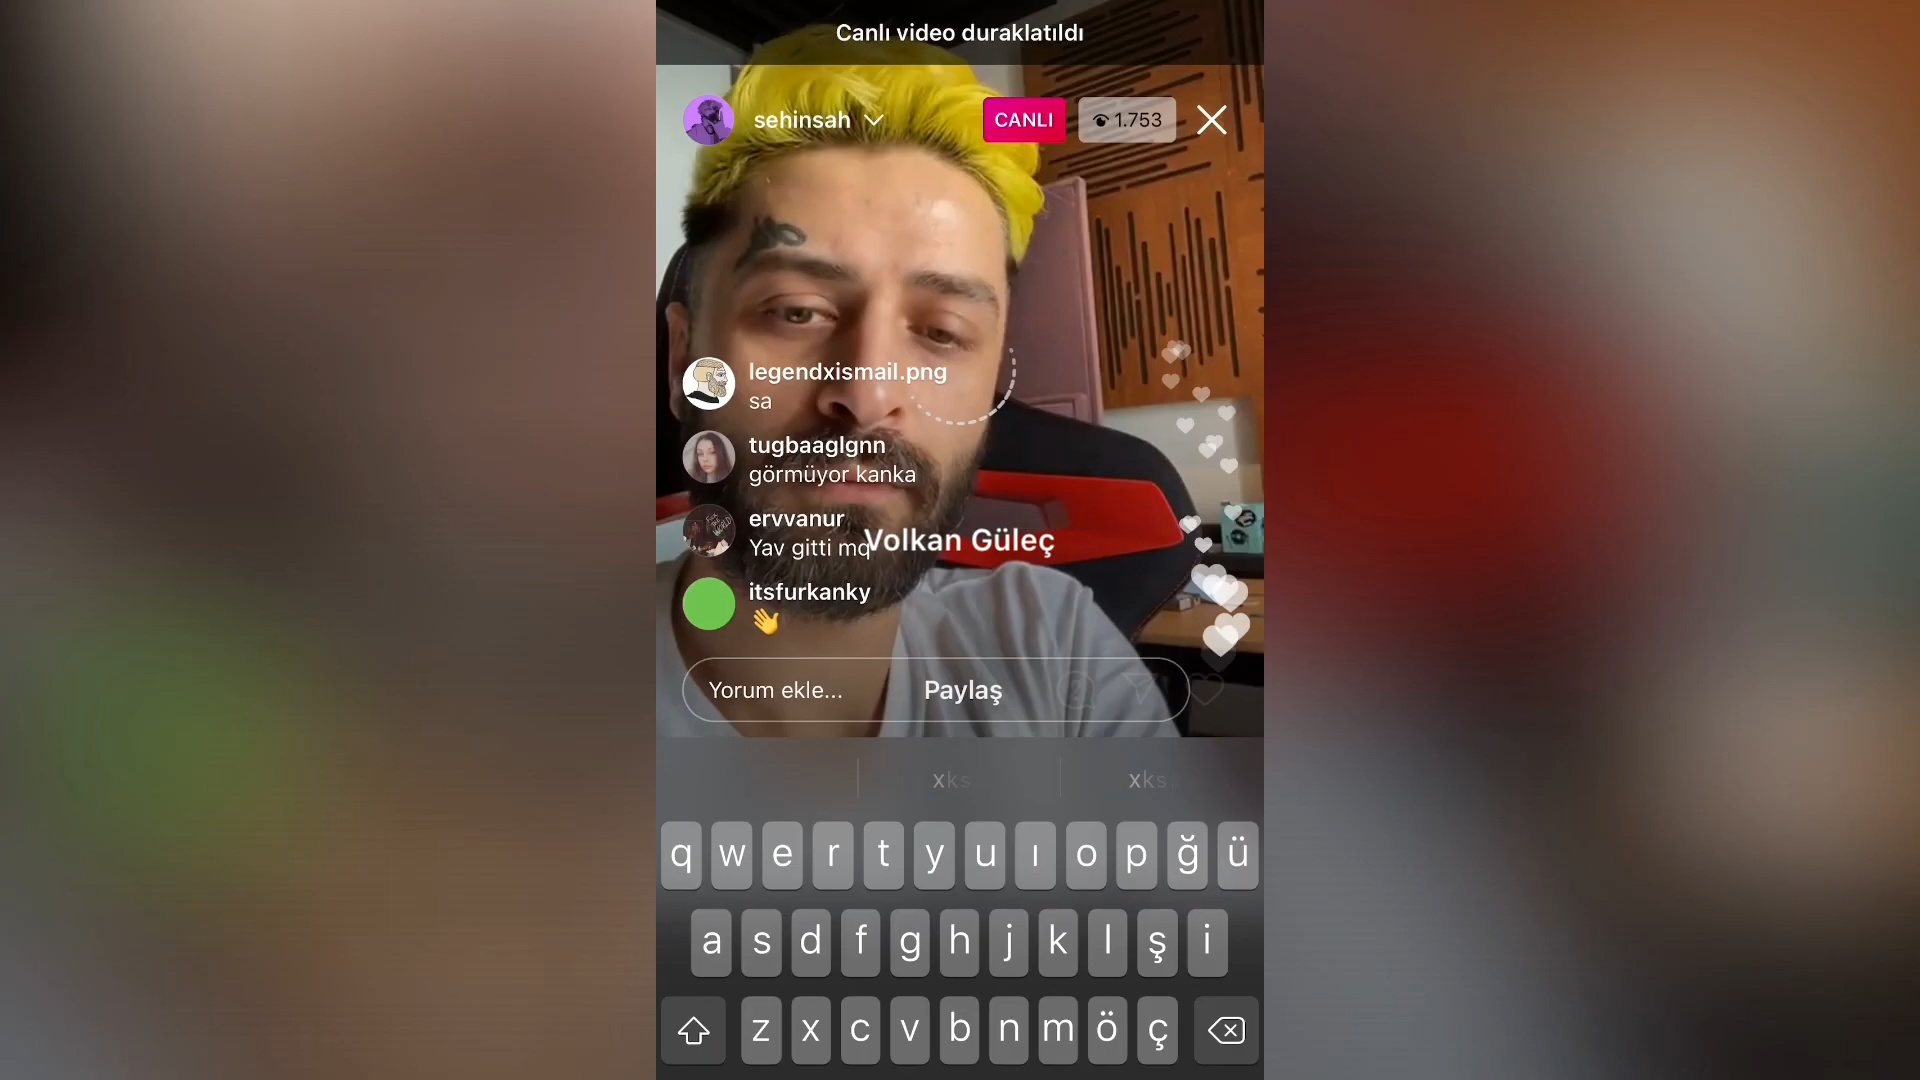 Canlı video duraklatıldı
sehinsah
CANLI
1.753
legendxismail.png
sa
tugbaaglgnn
görmüyor kanka
ervvanur
Yav gitti mq
Volkan Güleç
itsfurkanky
Yorum ekle...
Paylaş
xks xks
q w e r t y u ı o p ğ ü
a s d f g h j k l ş i
z x c v b n m ö ç